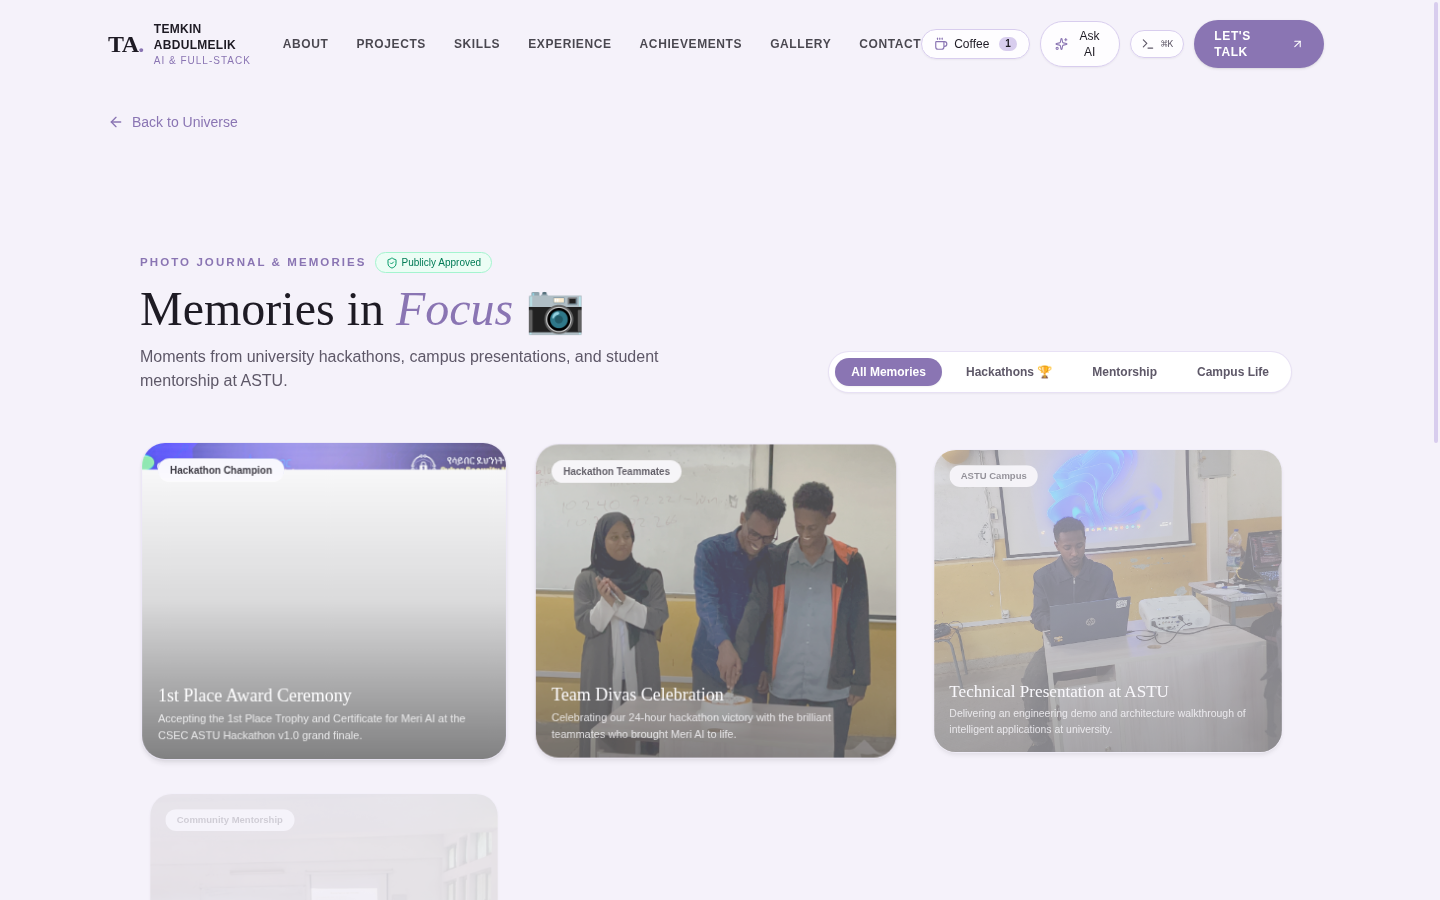 TA.
TEMKIN
ABDULMELIK
AI & FULL-STACK
ABOUT
PROJECTS
SKILLS
EXPERIENCE
ACHIEVEMENTS
GALLERY
CONTACT
Coffee 1
Ask
AI
⌘K
LET'S
TALK
Back to Universe
PHOTO JOURNAL & MEMORIES
Publicly Approved
Memories in Focus 📷
Moments from university hackathons, campus presentations, and student
mentorship at ASTU.
All Memories
Hackathons 🏆
Mentorship
Campus Life
Hackathon Champion
1st Place Award Ceremony
Accepting the 1st Place Trophy and Certificate for Meri AI at the
CSEC ASTU Hackathon v1.0 grand finale.
Hackathon Teammates
Team Divas Celebration
Celebrating our 24-hour hackathon victory with the brilliant
teammates who brought Meri AI to life.
ASTU Campus
Technical Presentation at ASTU
Delivering an engineering demo and architecture walkthrough of
intelligent applications at university.
Community Mentorship